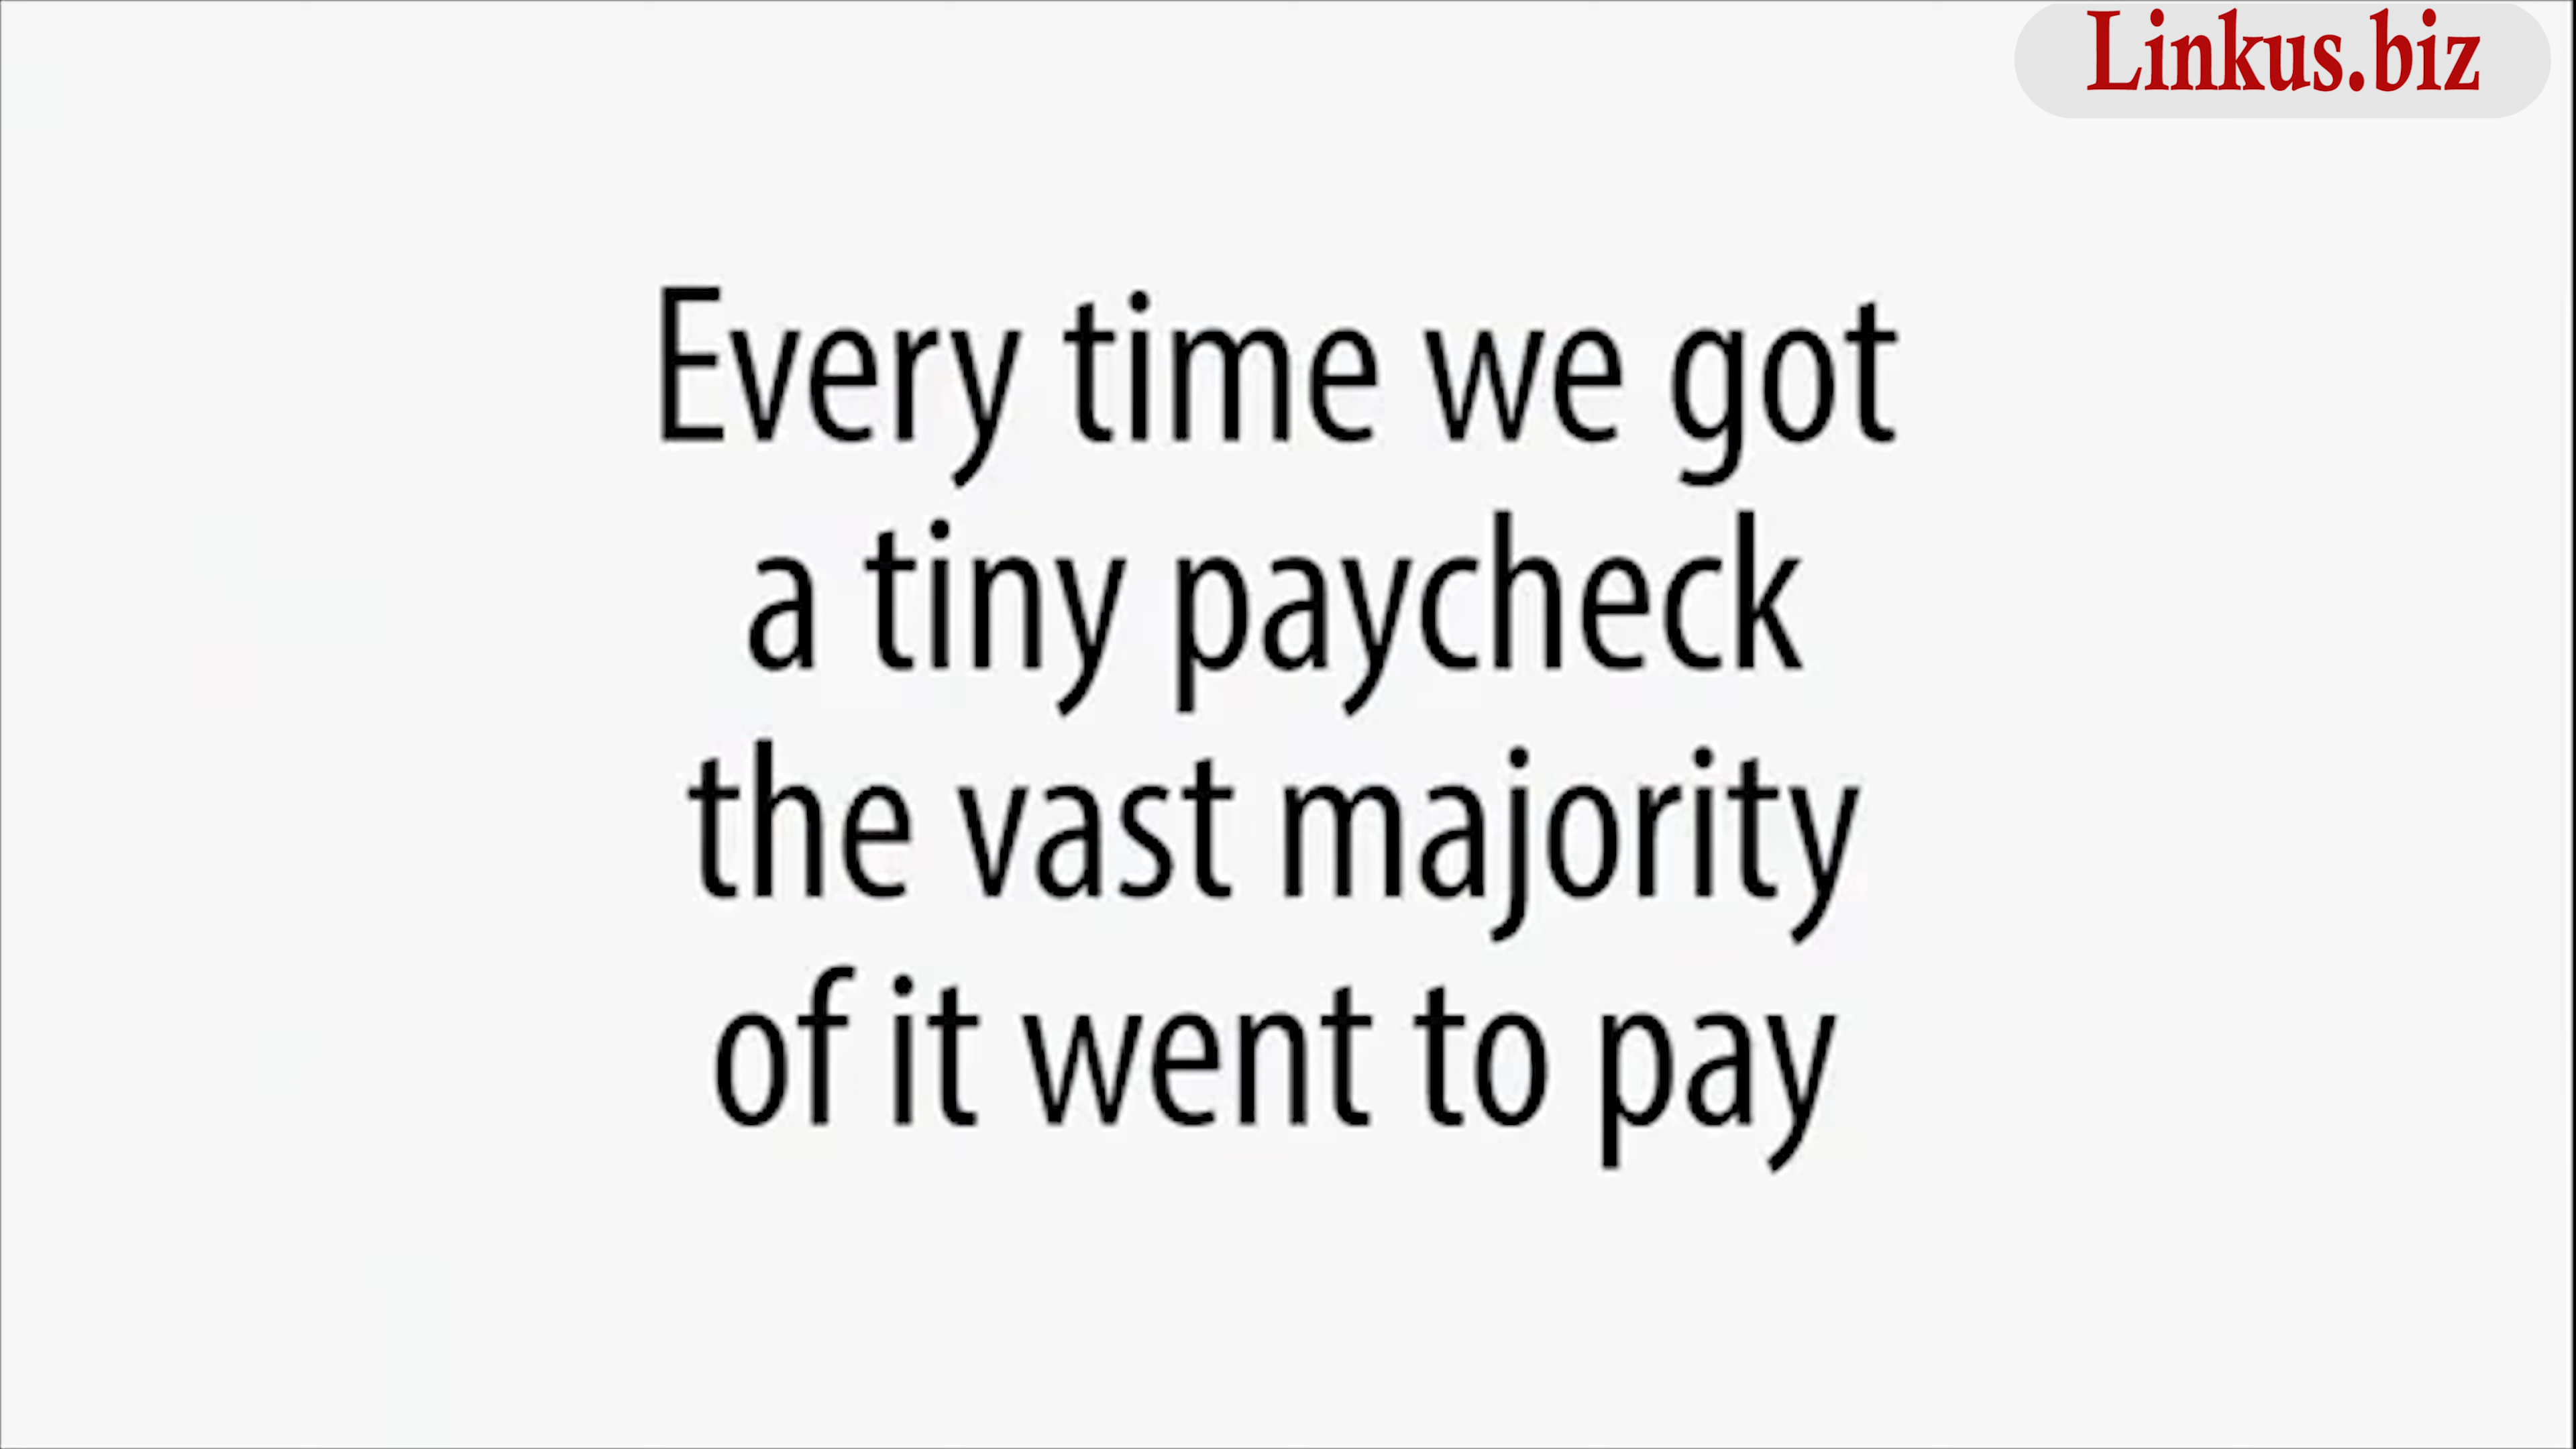 Linkus.biz
Every time we got
a tiny paycheck
the vast majority
of it went to pay